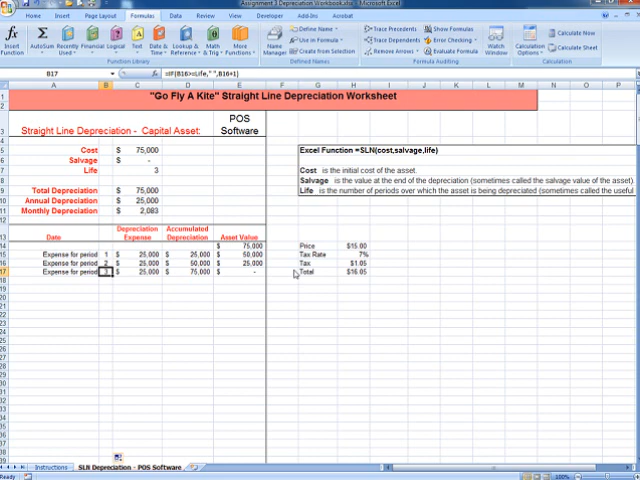 Assignment 3 Depreciation Workbook.xlsx - Microsoft Excel
Home Insert Page Layout Formulas Data Review View Developer Add-Ins Acrobat
Insert Function AutoSum Recently Used Financial Logical Text Date & Time Lookup & Reference Math & Trig More Functions
Function Library
Name Manager Define Name Use in Formula Create from Selection
Defined Names
Trace Precedents Trace Dependents Remove Arrows Show Formulas Error Checking Evaluate Formula Watch Window
Formula Auditing
Calculation Options Calculate Now Calculate Sheet
Calculation
B17 =IF(B16>=Life," ",B16+1)
A B C D E F G H I J K L M N O P
"Go Fly A Kite" Straight Line Depreciation Worksheet
Straight Line Depreciation - Capital Asset: POS Software
Cost $ 75,000
Salvage $ -
Life 3
Total Depreciation $ 75,000
Annual Depreciation $ 25,000
Monthly Depreciation $ 2,083
Excel Function =SLN(cost,salvage,life)
Cost is the initial cost of the asset.
Salvage is the value at the end of the depreciation (sometimes called the salvage value of the asset).
Life is the number of periods over which the asset is being depreciated (sometimes called the useful
Date Depreciation Expense Accumulated Depreciation Asset Value
$ 75,000
Expense for period 1 $ 25,000 $ 25,000 $ 50,000
Expense for period 2 $ 25,000 $ 50,000 $ 25,000
Expense for period 3 $ 25,000 $ 75,000 $ -
Price $15.00
Tax Rate 7%
Tax $1.05
Total $16.05
Instructions SLN Depreciation - POS Software
Ready 100%